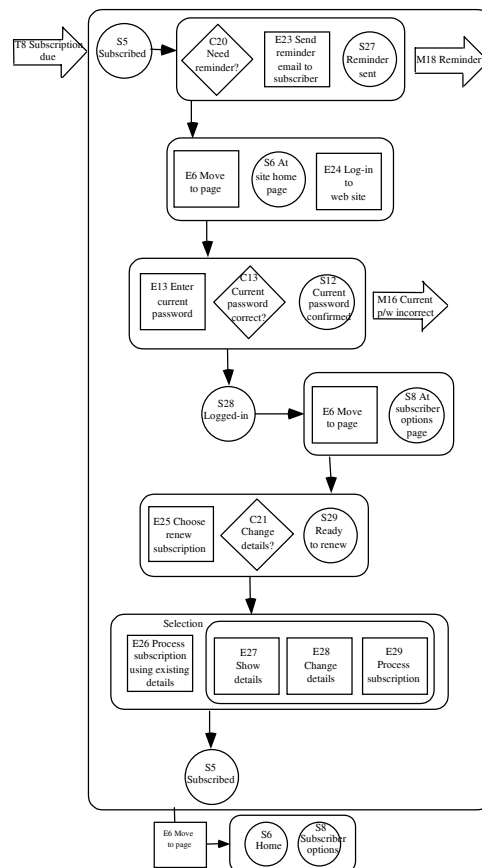 T8 Subscription
due
S5
Subscribed
C20
Need
reminder?
E23 Send
reminder
email to
subscriber
S27
Reminder
sent
M18 Reminder
E6 Move
to page
S6 At
site home
page
E24 Log-in
to
web site
E13 Enter
current
password
C13
Current
password
correct?
S12
Current
password
confirmed
M16 Current
p/w incorrect
S28
Logged-in
E6 Move
to page
S8 At
subscriber
options
page
E25 Choose
renew
subscription
C21
Change
details?
S29
Ready
to renew
Selection
E26 Process
subscription
using existing
details
E27
Show
details
E28
Change
details
E29
Process
subscription
S5
Subscribed
E6 Move
to page
S6
Home
S8
Subscriber
options